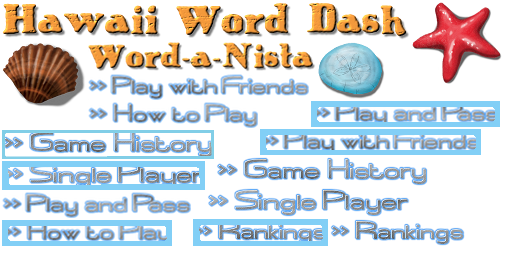 Hawaii Word Dash
Word-a-Nista
» Play with Friends
» How to Play
» Play and Pass
» Game History
» Play with Friends
» Single Player
» Game History
» Play and Pass
» Single Player
» How to Play
» Rankings
» Rankings